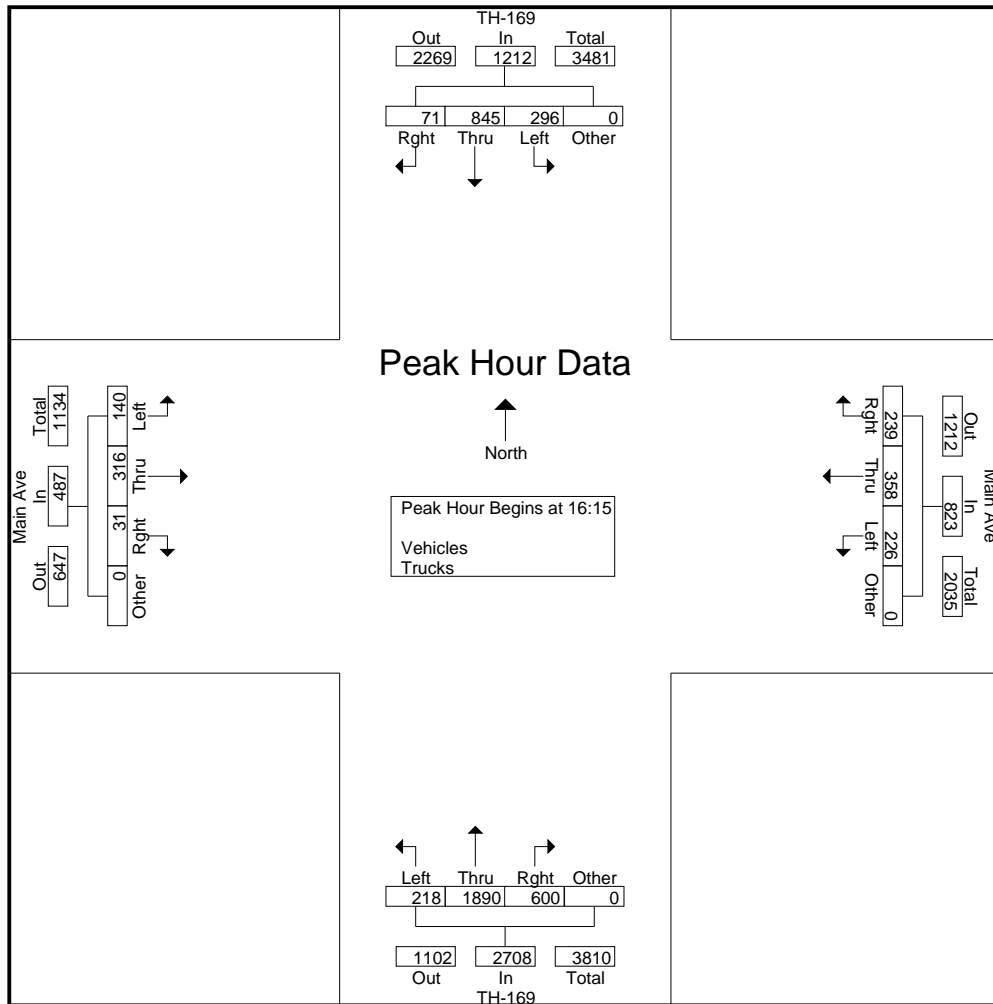 TH-169
Out In Total
2269 1212 3481
71 845 296 0
Rght Thru Left Other
Peak Hour Data
North
Peak Hour Begins at 16:15
Vehicles
Trucks
Main Ave
Out In Total
647 487 1134
Left Thru Rght Other
140 316 31 0
Main Ave
Out In Total
1212 823 2035
239 358 226 0
Rght Thru Left Other
Left Thru Rght Other
218 1890 600 0
1102 2708 3810
Out In Total
TH-169